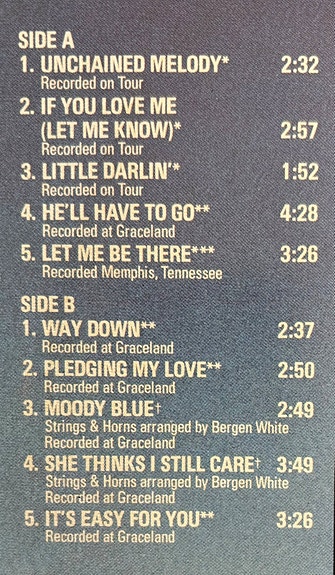 SIDE A
1. UNCHAINED MELODY* 2:32
Recorded on Tour
2. IF YOU LOVE ME
(LET ME KNOW)* 2:57
Recorded on Tour
3. LITTLE DARLIN'* 1:52
Recorded on Tour
4. HE'LL HAVE TO GO** 4:28
Recorded at Graceland
5. LET ME BE THERE*** 3:26
Recorded Memphis, Tennessee
SIDE B
1. WAY DOWN** 2:37
Recorded at Graceland
2. PLEDGING MY LOVE** 2:50
Recorded at Graceland
3. MOODY BLUE† 2:49
Strings & Horns arranged by Bergen White
Recorded at Graceland
4. SHE THINKS I STILL CARE† 3:49
Strings & Horns arranged by Bergen White
Recorded at Graceland
5. IT'S EASY FOR YOU** 3:26
Recorded at Graceland